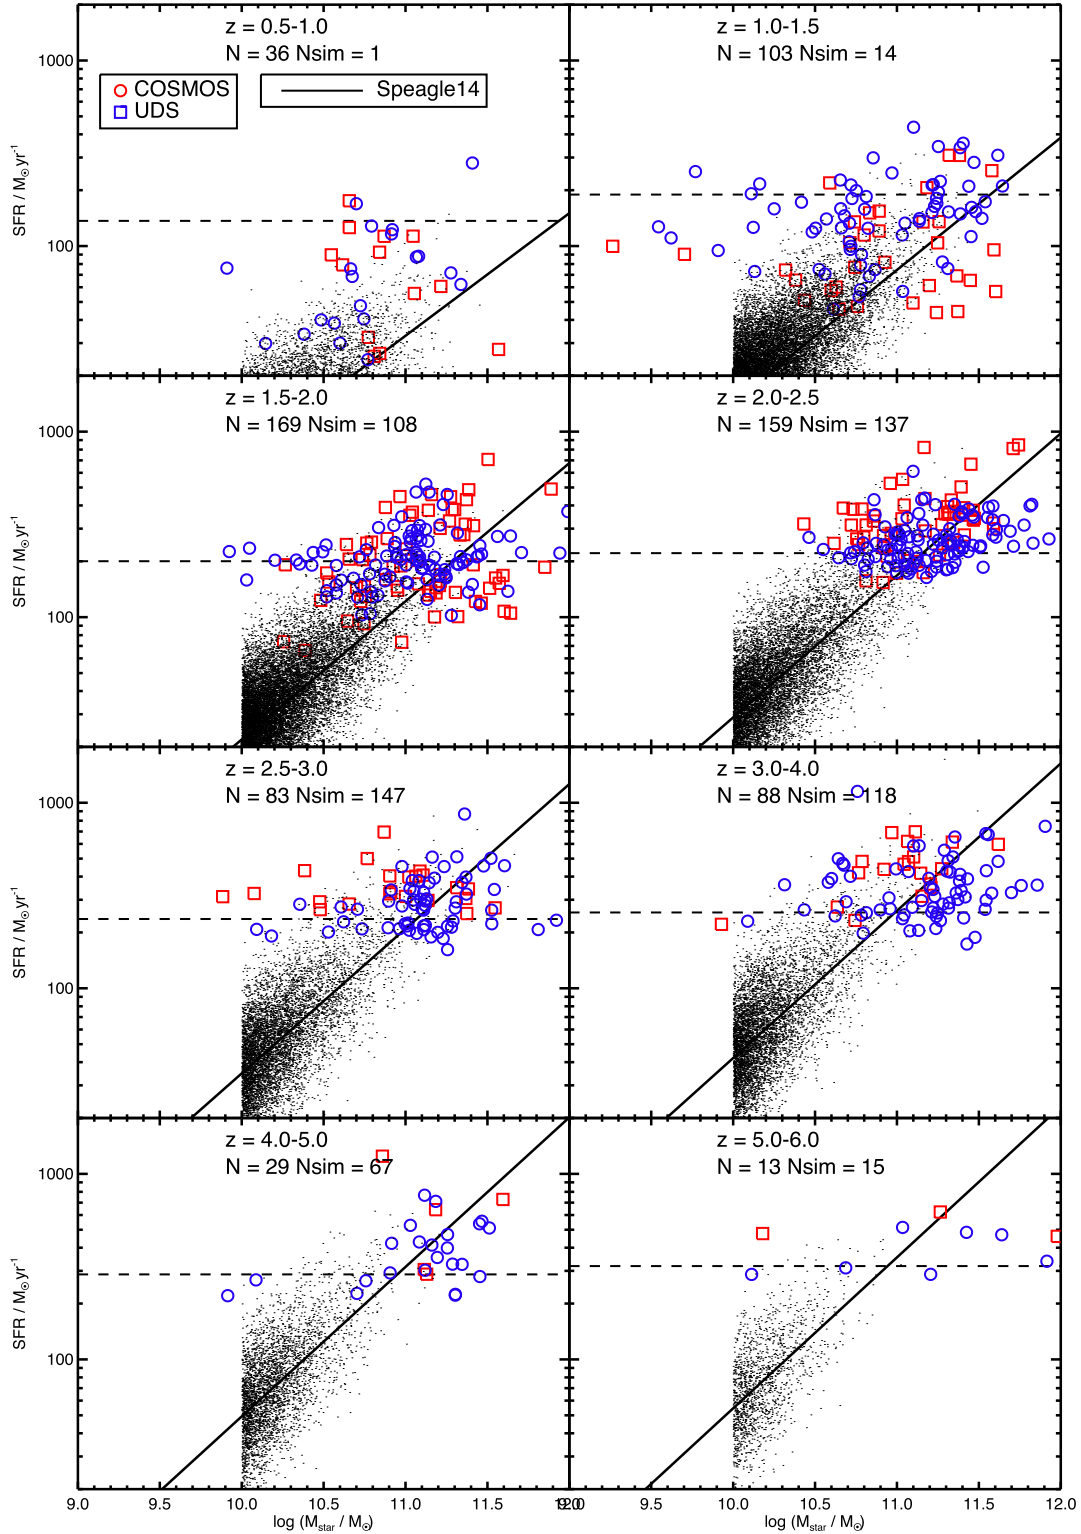 z = 0.5-1.0
N = 36 Nsim = 1
COSMOS
UDS
Speagle14
1000
100
SFR / M☉ yr⁻¹
z = 1.0-1.5
N = 103 Nsim = 14
z = 1.5-2.0
N = 169 Nsim = 108
1000
100
SFR / M☉ yr⁻¹
z = 2.0-2.5
N = 159 Nsim = 137
z = 2.5-3.0
N = 83 Nsim = 147
1000
100
SFR / M☉ yr⁻¹
z = 3.0-4.0
N = 88 Nsim = 118
z = 4.0-5.0
N = 29 Nsim = 67
1000
100
SFR / M☉ yr⁻¹
z = 5.0-6.0
N = 13 Nsim = 15
9.0 9.5 10.0 10.5 11.0 11.5 12.0
9.0 9.5 10.0 10.5 11.0 11.5 12.0
log (Mstar / M☉)
log (Mstar / M☉)